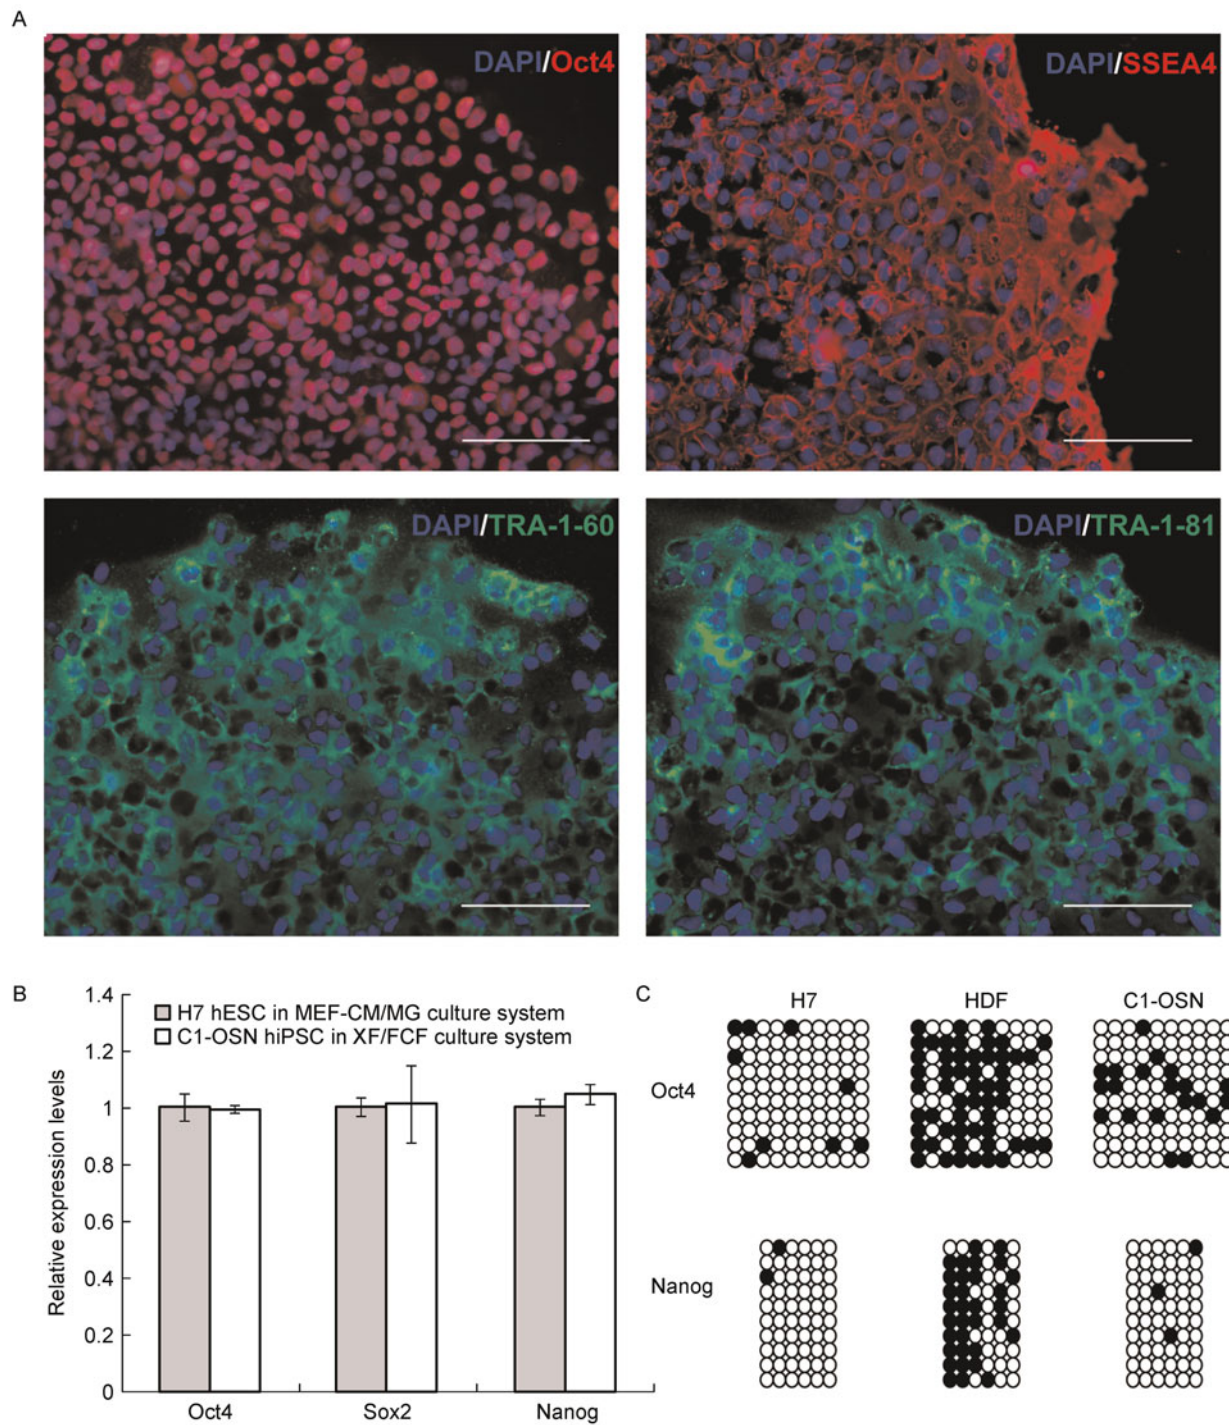 A
DAPI/Oct4
DAPI/SSEA4
DAPI/TRA-1-60
DAPI/TRA-1-81
B
1.4
1.2
1
0.8
0.6
0.4
0.2
0
Relative expression levels
H7 hESC in MEF-CM/MG culture system
C1-OSN hiPSC in XF/FCF culture system
Oct4
Sox2
Nanog
C
H7
HDF
C1-OSN
Oct4
Nanog